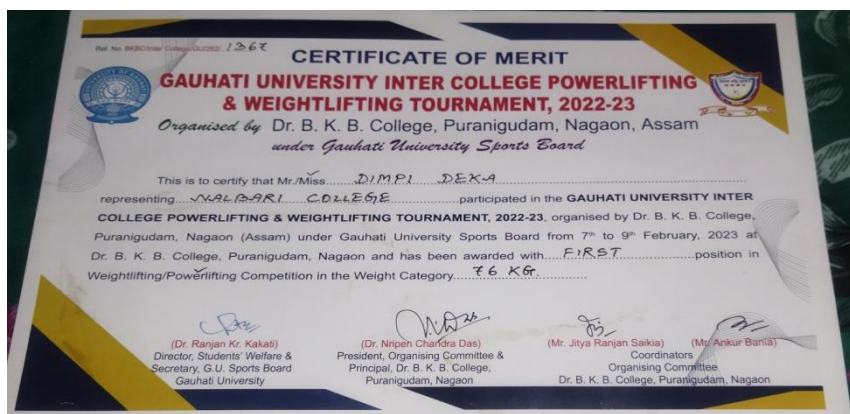 Ref. No. BKBC/Inter College/GU/262/ 1367
CERTIFICATE OF MERIT
GAUHATI UNIVERSITY INTER COLLEGE POWERLIFTING
& WEIGHTLIFTING TOURNAMENT, 2022-23
Organised by Dr. B. K. B. College, Puranigudam, Nagaon, Assam
under Gauhati University Sports Board
This is to certify that Mr./Miss DIMPI DEKA
representing NALBARI COLLEGE participated in the GAUHATI UNIVERSITY INTER
COLLEGE POWERLIFTING & WEIGHTLIFTING TOURNAMENT, 2022-23, organised by Dr. B. K. B. College,
Puranigudam, Nagaon (Assam) under Gauhati University Sports Board from 7th to 9th February, 2023 at
Dr. B. K. B. College, Puranigudam, Nagaon and has been awarded with FIRST position in
Weightlifting/Powerlifting Competition in the Weight Category 76 KG.
(Dr. Ranjan Kr. Kakati)
Director, Students' Welfare &
Secretary, G.U. Sports Board
Gauhati University
(Dr. Nripen Chandra Das)
President, Organising Committee &
Principal, Dr. B. K. B. College,
Puranigudam, Nagaon
(Mr. Jitya Ranjan Saikia) (Mr. Ankur Bania)
Coordinators
Organising Committee
Dr. B. K. B. College, Puranigudam, Nagaon